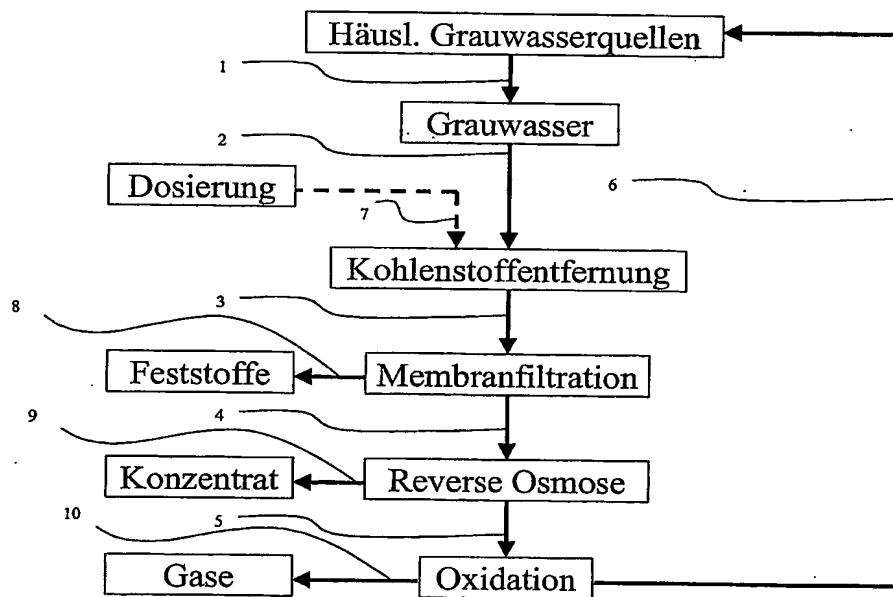 Häusl. Grauwasserquellen
1
Grauwasser
2
Dosierung
6
7
Kohlenstoffentfernung
3
8
Feststoffe
Membranfiltration
4
9
Konzentrat
Reverse Osmose
5
10
Gase
Oxidation